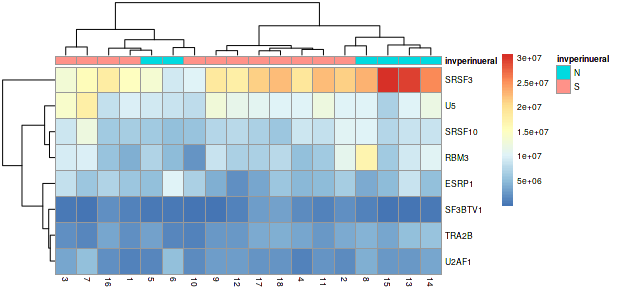 invperinueral
SRSF3
U5
SRSF10
RBM3
ESRP1
SF3BTV1
TRA2B
U2AF1
3 7 16 1 5 6 10 9 12 17 18 4 11 2 8 15 13 14
3e+07
2.5e+07
2e+07
1.5e+07
1e+07
5e+06
invperinueral
N
S